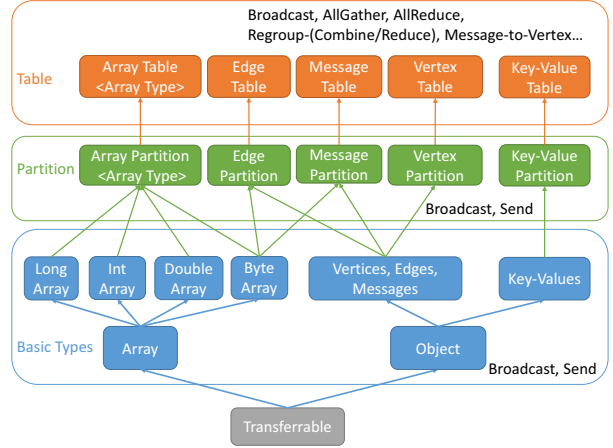 Broadcast, AllGather, AllReduce,
Regroup-(Combine/Reduce), Message-to-Vertex...
Table
Array Table
<Array Type>
Edge
Table
Message
Table
Vertex
Table
Key-Value
Table
Partition
Array Partition
<Array Type>
Edge
Partition
Message
Partition
Vertex
Partition
Key-Value
Partition
Broadcast, Send
Long
Array
Int
Array
Double
Array
Byte
Array
Vertices, Edges,
Messages
Key-Values
Basic Types
Array
Object
Broadcast, Send
Transferrable